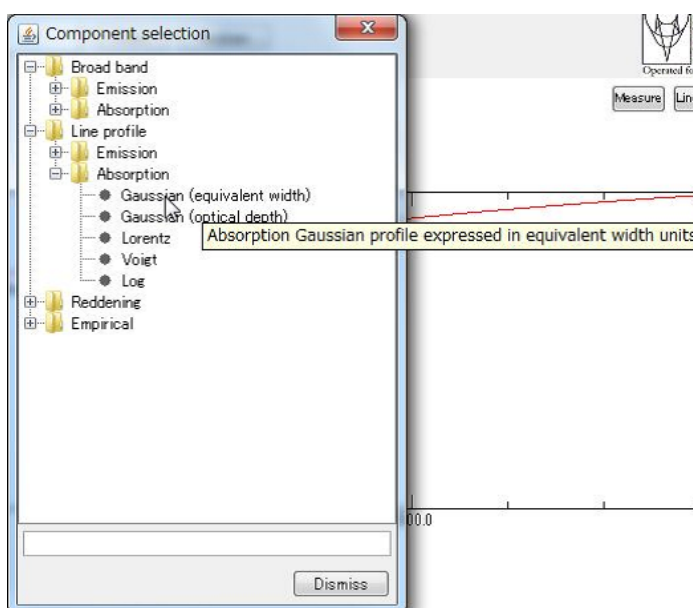 Component selection
Broad band
Emission
Absorption
Line profile
Emission
Absorption
Gaussian (equivalent width)
Gaussian (optical depth)
Lorentz
Absorption Gaussian profile expressed in equivalent width units
Voigt
Log
Reddening
Empirical
Dismiss
Operated fo
Measure
Lin
00.0